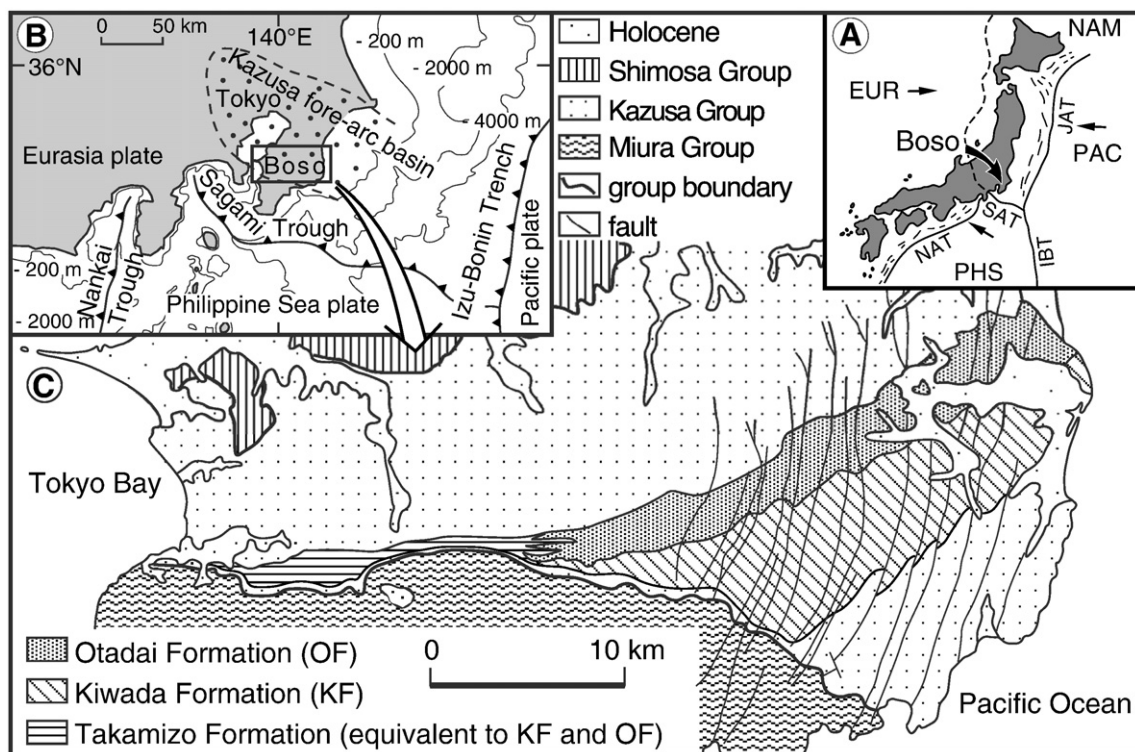 B
0 50 km
140°E
36°N
- 200 m
- 2000 m
- 4000 m
Kazusa fore-arc basin
Tokyo
Eurasia plate
Boso
Sagami
Trough
Nankai
Trough
- 200 m
- 2000 m
Philippine Sea plate
Izu-Bonin Trench
Pacific plate
Holocene
Shimosa Group
Kazusa Group
Miura Group
group boundary
fault
A
NAM
EUR
JAT
Boso
PAC
SAT
NAT
IBT
PHS
C
Tokyo Bay
Otadai Formation (OF)
Kiwada Formation (KF)
Takamizo Formation (equivalent to KF and OF)
0 10 km
Pacific Ocean